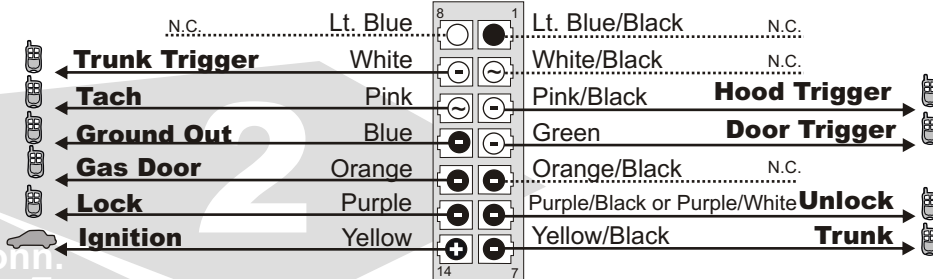 8 1
N.C. Lt. Blue Lt. Blue/Black N.C.
Trunk Trigger White White/Black N.C.
Tach Pink Pink/Black Hood Trigger
Ground Out Blue Green Door Trigger
Gas Door Orange Orange/Black N.C.
Lock Purple Purple/Black or Purple/White Unlock
Ignition Yellow Yellow/Black Trunk
14 7
2
onn.